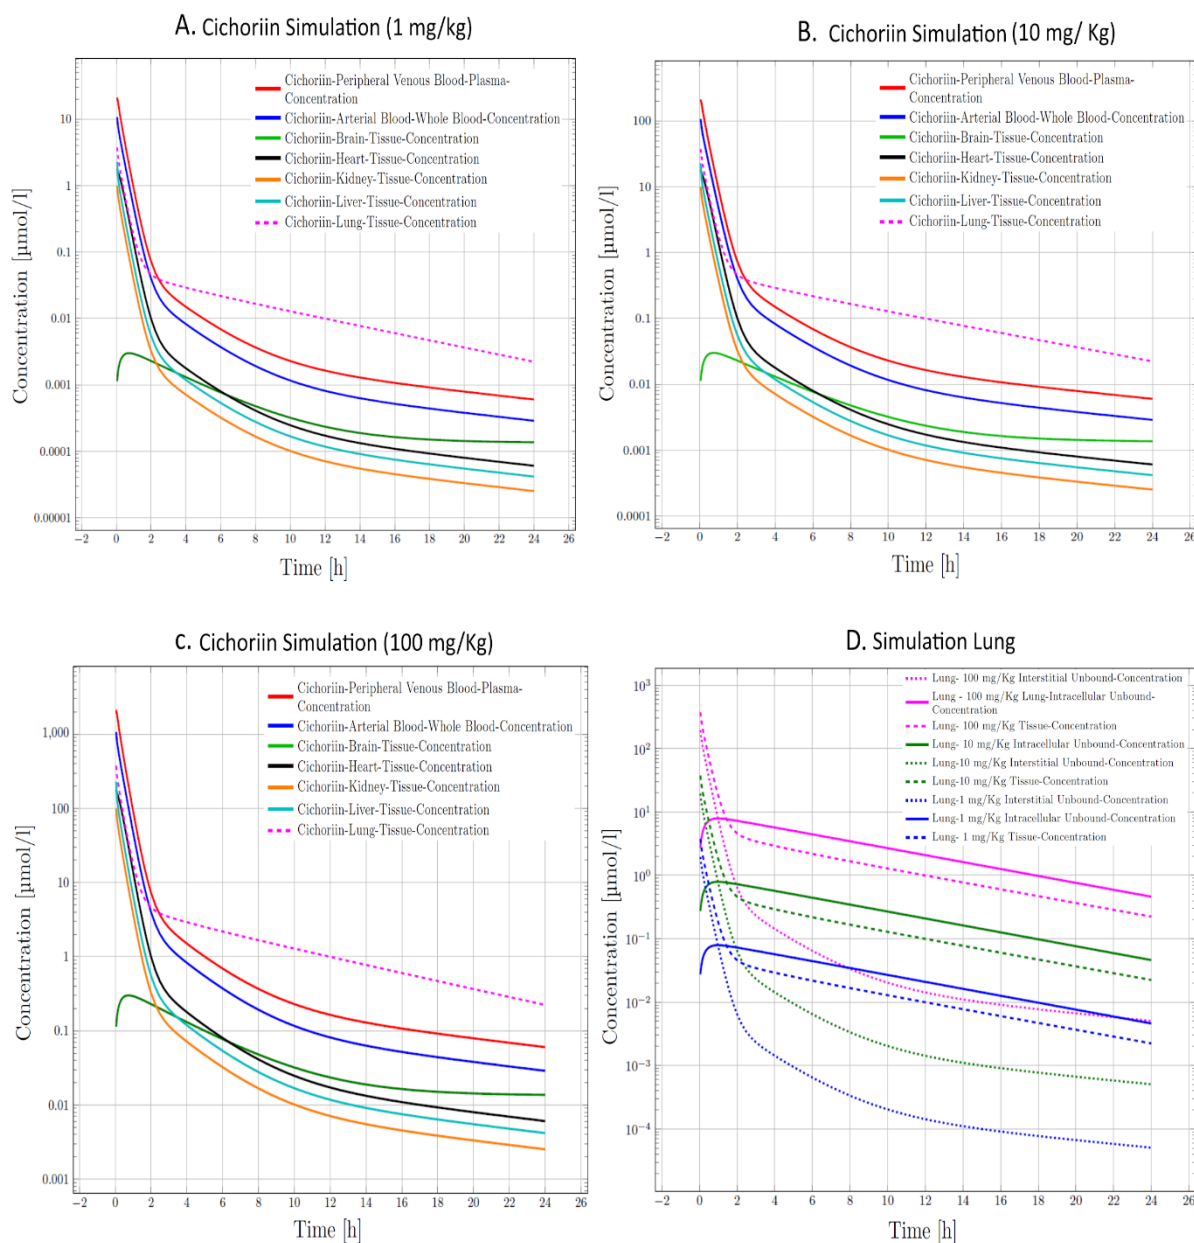 A. Cichoriin Simulation (1 mg/kg)
Concentration [µmol/l]
10
1
0.1
0.01
0.001
0.0001
0.00001
Cichoriin-Peripheral Venous Blood-Plasma-
Concentration
Cichoriin-Arterial Blood-Whole Blood-Concentration
Cichoriin-Brain-Tissue-Concentration
Cichoriin-Heart-Tissue-Concentration
Cichoriin-Kidney-Tissue-Concentration
Cichoriin-Liver-Tissue-Concentration
Cichoriin-Lung-Tissue-Concentration
−2 0 2 4 6 8 10 12 14 16 18 20 22 24 26
Time [h]
B. Cichoriin Simulation (10 mg/ Kg)
Concentration [µmol/l]
100
10
1
0.1
0.01
0.001
0.0001
Cichoriin-Peripheral Venous Blood-Plasma-
Concentration
Cichoriin-Arterial Blood-Whole Blood-Concentration
Cichoriin-Brain-Tissue-Concentration
Cichoriin-Heart-Tissue-Concentration
Cichoriin-Kidney-Tissue-Concentration
Cichoriin-Liver-Tissue-Concentration
Cichoriin-Lung-Tissue-Concentration
−2 0 2 4 6 8 10 12 14 16 18 20 22 24 26
Time [h]
c. Cichoriin Simulation (100 mg/Kg)
Concentration [µmol/l]
1,000
100
10
1
0.1
0.01
0.001
Cichoriin-Peripheral Venous Blood-Plasma-
Concentration
Cichoriin-Arterial Blood-Whole Blood-Concentration
Cichoriin-Brain-Tissue-Concentration
Cichoriin-Heart-Tissue-Concentration
Cichoriin-Kidney-Tissue-Concentration
Cichoriin-Liver-Tissue-Concentration
Cichoriin-Lung-Tissue-Concentration
−2 0 2 4 6 8 10 12 14 16 18 20 22 24 26
Time [h]
D. Simulation Lung
Concentration [µmol/l]
10³
10²
10¹
10⁰
10⁻¹
10⁻²
10⁻³
10⁻⁴
Lung- 100 mg/Kg Interstitial Unbound-Concentration
Lung - 100 mg/Kg Lung-Intracellular Unbound-
Concentration
Lung- 100 mg/Kg Tissue-Concentration
Lung- 10 mg/Kg Intracellular Unbound-Concentration
Lung-10 mg/Kg Interstitial Unbound-Concentration
Lung-10 mg/Kg Tissue-Concentration
Lung-1 mg/Kg Interstitial Unbound-Concentration
Lung-1 mg/Kg Intracellular Unbound-Concentration
Lung- 1 mg/Kg Tissue-Concentration
−2 0 2 4 6 8 10 12 14 16 18 20 22 24 26
Time [h]